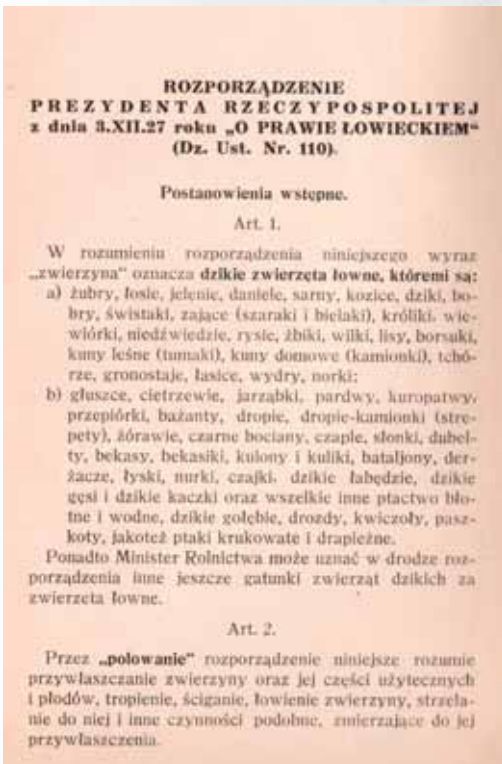 ROZPORZĄDZENIE
PREZYDENTA RZECZYPOSPOLITEJ
z dnia 3.XII.27 roku „O PRAWIE ŁOWIECKIEM“
(Dz. Ust. Nr. 110).
Postanowienia wstępne.
Art. 1.
W rozumieniu rozporządzenia niniejszego wyraz
„zwierzyna“ oznacza dzikie zwierzęta łowne, któremi są:
a) żubry, łosie, jelenie, daniele, sarny, kozice, dziki, bo-
bry, świstaki, zające (szaraki i bielaki), króliki, wie-
wiórki, niedźwiedzie, rysie, żbiki, wilki, lisy, borsuki,
kuny leśne (tumaki), kuny domowe (kamionki), tchó-
rze, gronostaje, łasice, wydry, norki;
b) głuszce, cietrzewie, jarząbki, pardwy, kuropatwy,
przepiórki, bażanty, dropie, dropie-kamionki (stre-
pety), żórawie, czarne bociany, czaple, słonki, dubel-
ty, bekasy, bekasiki, kulony i kuliki, bataljony, der-
żacze, łyski, nurki, czajki, dzikie łabędzie, dzikie
gęsi i dzikie kaczki oraz wszelkie inne ptactwo bło-
tne i wodne, dzikie gołębie, drozdy, kwiczoły, pasz-
koty, jakoteż ptaki krukowate i drapieżne.
Ponadto Minister Rolnictwa może uznać w drodze roz-
porządzenia inne jeszcze gatunki zwierząt dzikich za
zwierzęta łowne.
Art. 2.
Przez „polowanie“ rozporządzenie niniejsze rozumie
przywłaszczanie zwierzyny oraz jej części użytecznych
i płodów, tropienie, ściganie, łowienie zwierzyny, strzela-
nie do niej i inne czynności podobne, zmierzające do jej
przywłaszczenia.